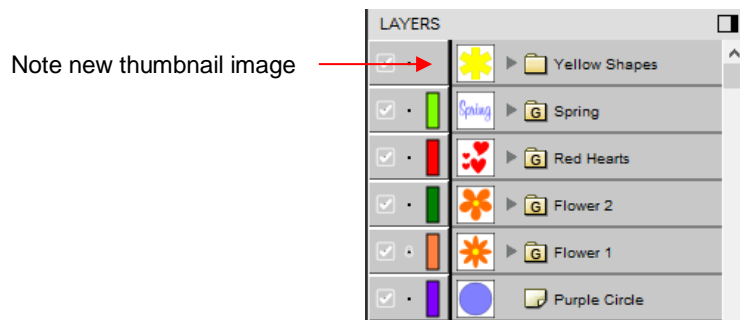 LAYERS
Note new thumbnail image
Yellow Shapes
Spring
G Spring
G Red Hearts
G Flower 2
G Flower 1
Purple Circle